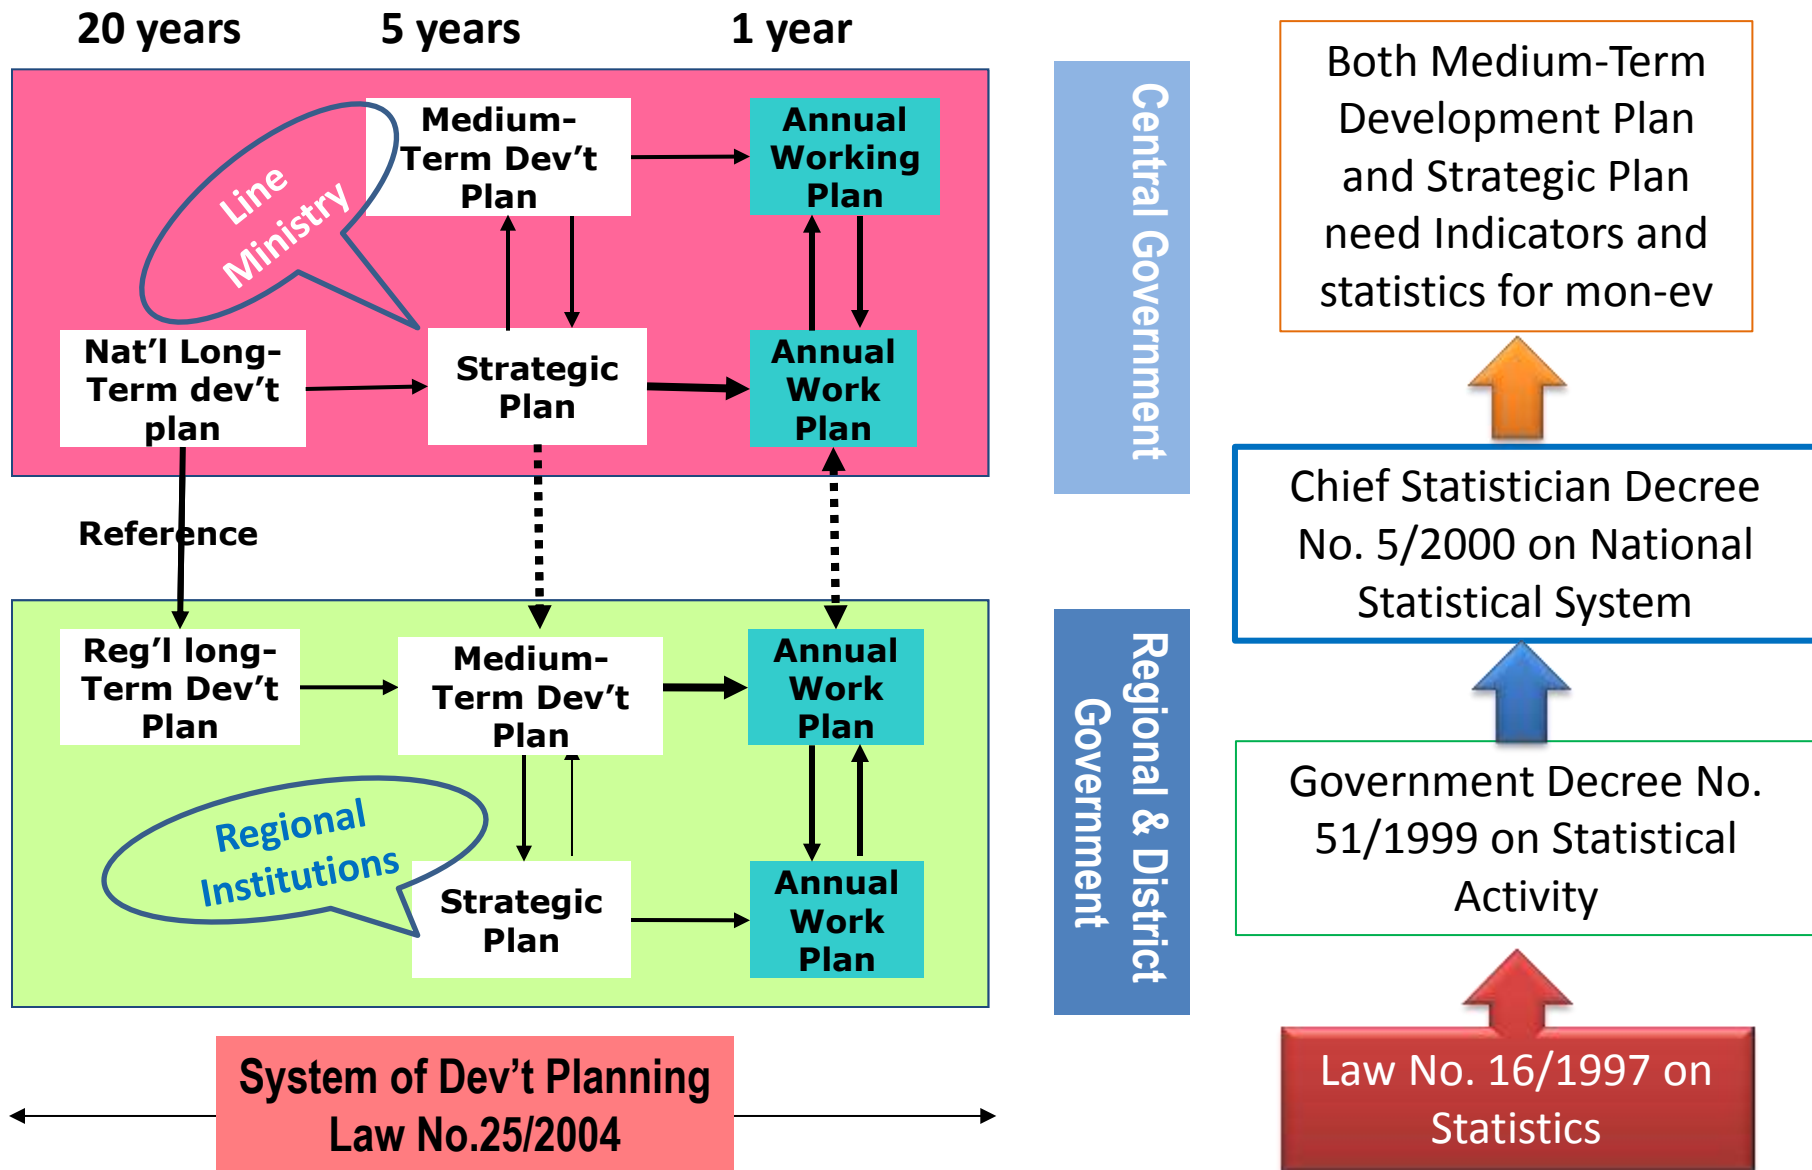 20 years
5 years
1 year
Medium-
Term Dev’t
Plan
Annual
Working
Plan
Line
Ministry
Nat’l Long-
Term dev’t
plan
Strategic
Plan
Annual
Work
Plan
Reference
Reg’l long-
Term Dev’t
Plan
Medium-
Term Dev’t
Plan
Annual
Work
Plan
Regional
Institutions
Strategic
Plan
Annual
Work
Plan
System of Dev’t Planning
Law No.25/2004
Central Government
Regional & District
Government
Both Medium-Term
Development Plan
and Strategic Plan
need Indicators and
statistics for mon-ev
Chief Statistician Decree
No. 5/2000 on National
Statistical System
Government Decree No.
51/1999 on Statistical
Activity
Law No. 16/1997 on
Statistics